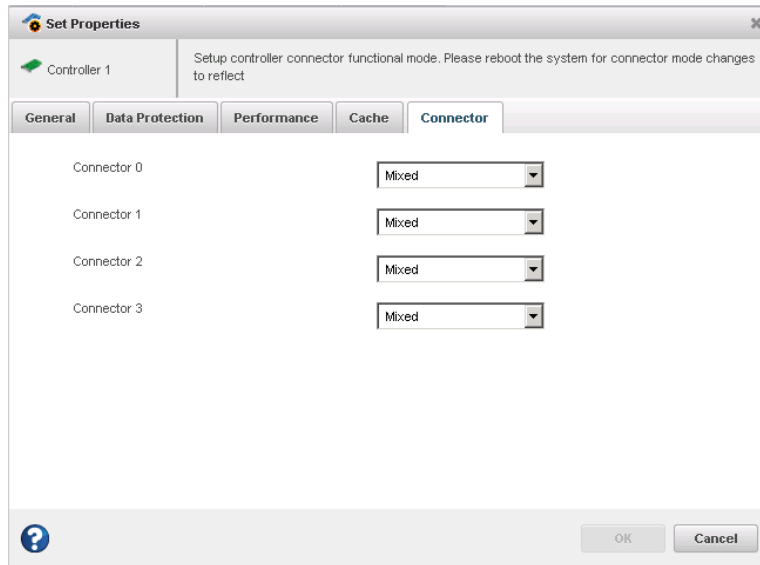 Set Properties
Controller 1
Setup controller connector functional mode. Please reboot the system for connector mode changes
to reflect
General Data Protection Performance Cache Connector
Connector 0 Mixed
Connector 1 Mixed
Connector 2 Mixed
Connector 3 Mixed
OK Cancel